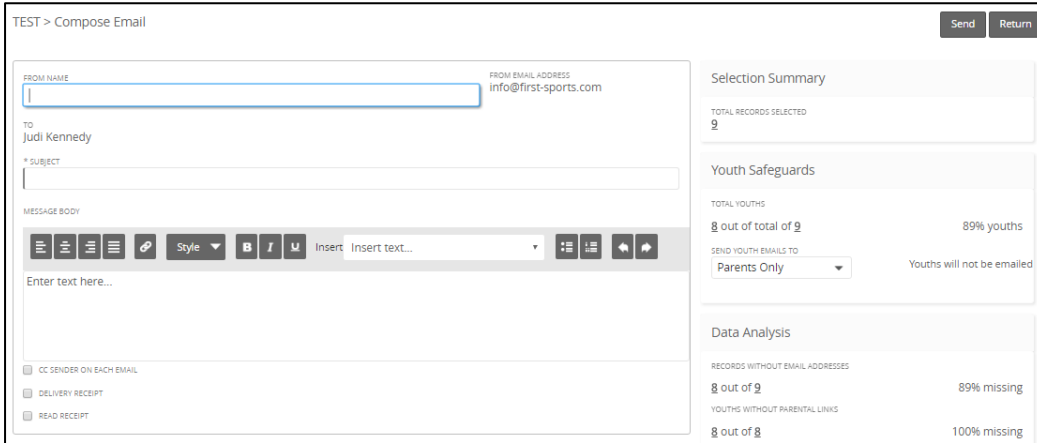 TEST > Compose Email
Send Return
FROM NAME
FROM EMAIL ADDRESS
info@first-sports.com
TO
Judi Kennedy
* SUBJECT
MESSAGE BODY
Style B I U Insert Insert text...
Enter text here...
CC SENDER ON EACH EMAIL
DELIVERY RECEIPT
READ RECEIPT
Selection Summary
TOTAL RECORDS SELECTED
9
Youth Safeguards
TOTAL YOUTHS
8 out of total of 9 89% youths
SEND YOUTH EMAILS TO
Parents Only Youths will not be emailed
Data Analysis
RECORDS WITHOUT EMAIL ADDRESSES
8 out of 9 89% missing
YOUTHS WITHOUT PARENTAL LINKS
8 out of 8 100% missing